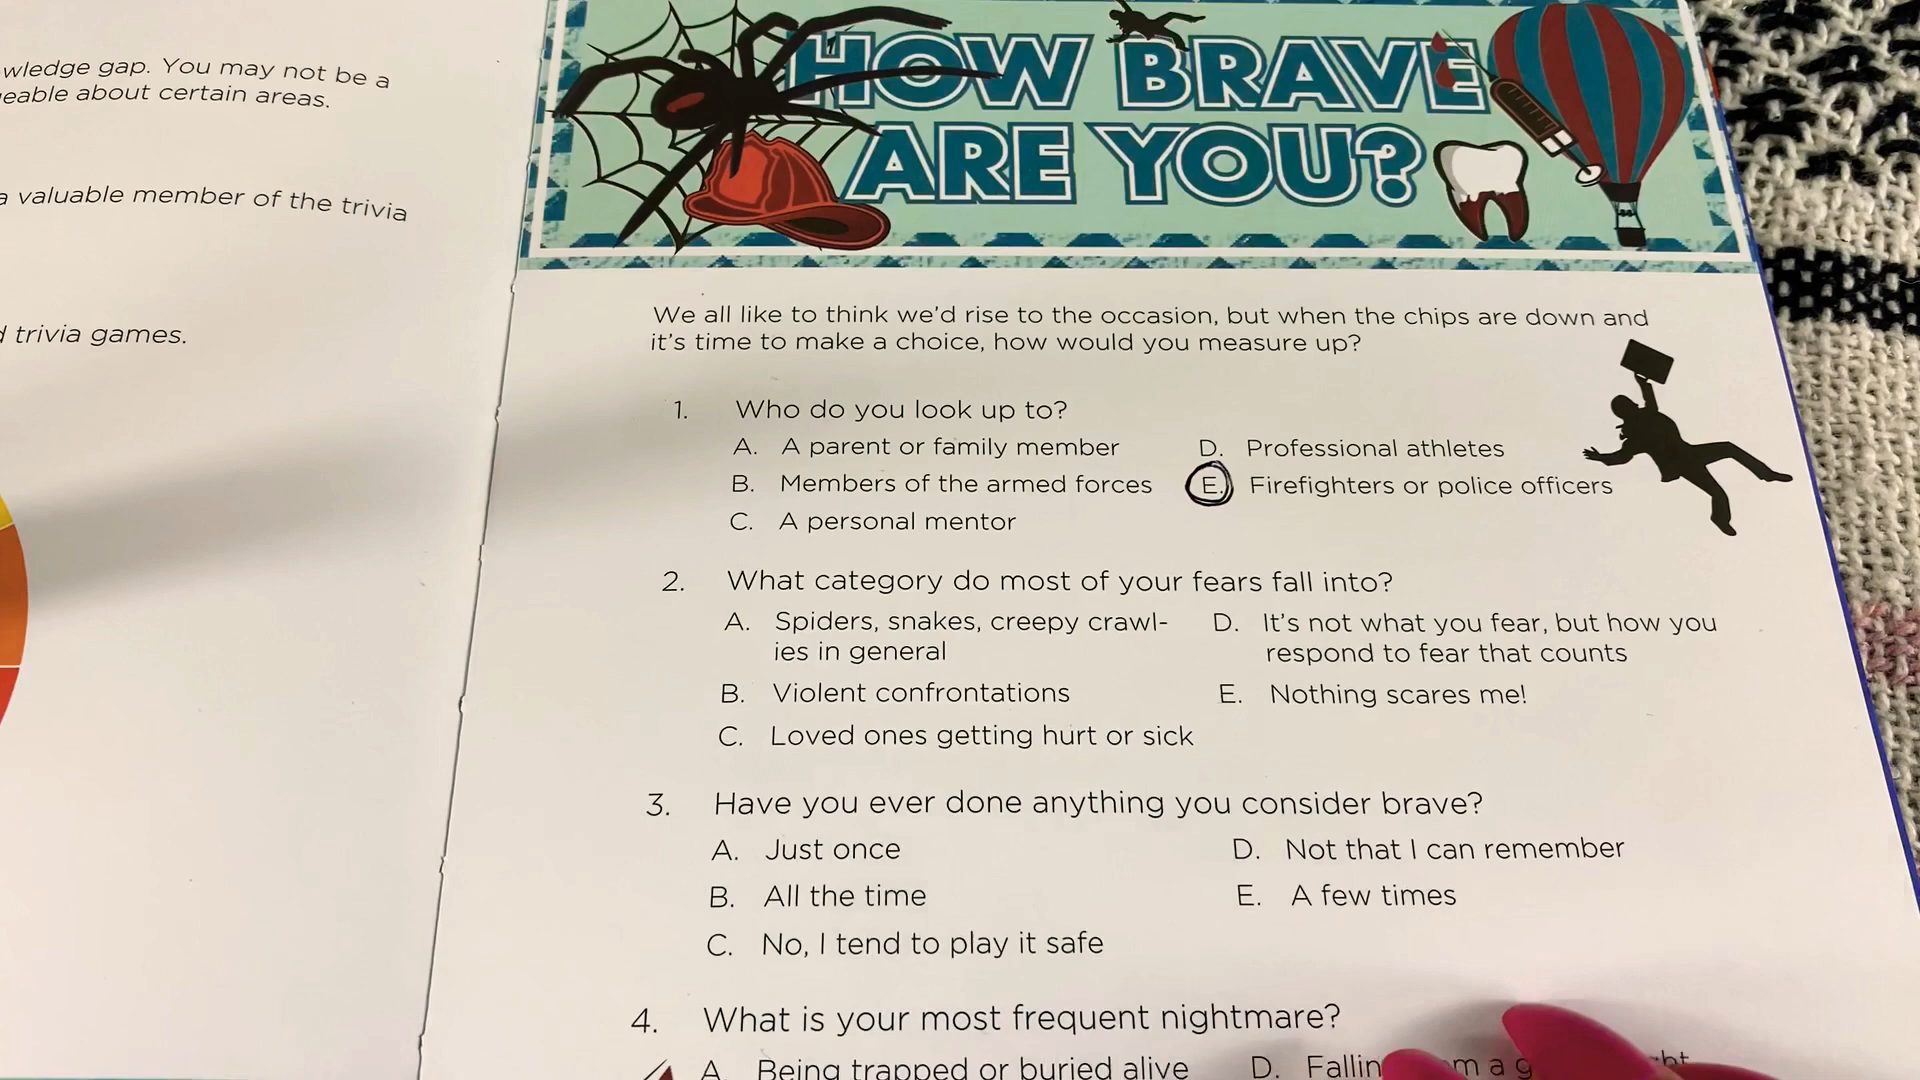 wledge gap. You may not be a
eable about certain areas.
a valuable member of the trivia
trivia games.
HOW BRAVE
ARE YOU?
We all like to think we'd rise to the occasion, but when the chips are down and
it's time to make a choice, how would you measure up?
1. Who do you look up to?
A. A parent or family member
B. Members of the armed forces
C. A personal mentor
D. Professional athletes
E. Firefighters or police officers
2. What category do most of your fears fall into?
A. Spiders, snakes, creepy crawl-
ies in general
B. Violent confrontations
C. Loved ones getting hurt or sick
D. It's not what you fear, but how you
respond to fear that counts
E. Nothing scares me!
3. Have you ever done anything you consider brave?
A. Just once
B. All the time
C. No, I tend to play it safe
D. Not that I can remember
E. A few times
4. What is your most frequent nightmare?
A. Being trapped or buried alive
D. Fallin m a g ht